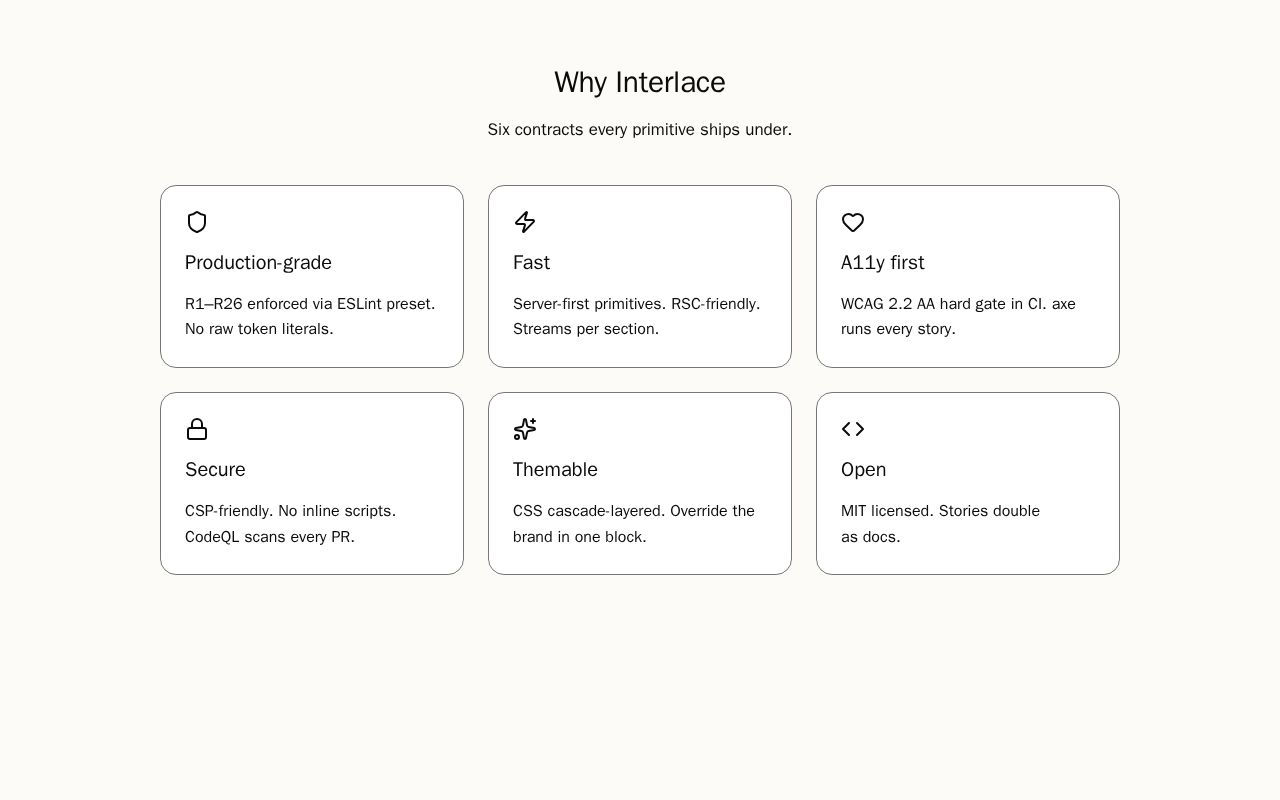 Why Interlace
Six contracts every primitive ships under.
Production-grade
R1–R26 enforced via ESLint preset.
No raw token literals.
Fast
Server-first primitives. RSC-friendly.
Streams per section.
A11y first
WCAG 2.2 AA hard gate in CI. axe
runs every story.
Secure
CSP-friendly. No inline scripts.
CodeQL scans every PR.
Themable
CSS cascade-layered. Override the
brand in one block.
Open
MIT licensed. Stories double
as docs.